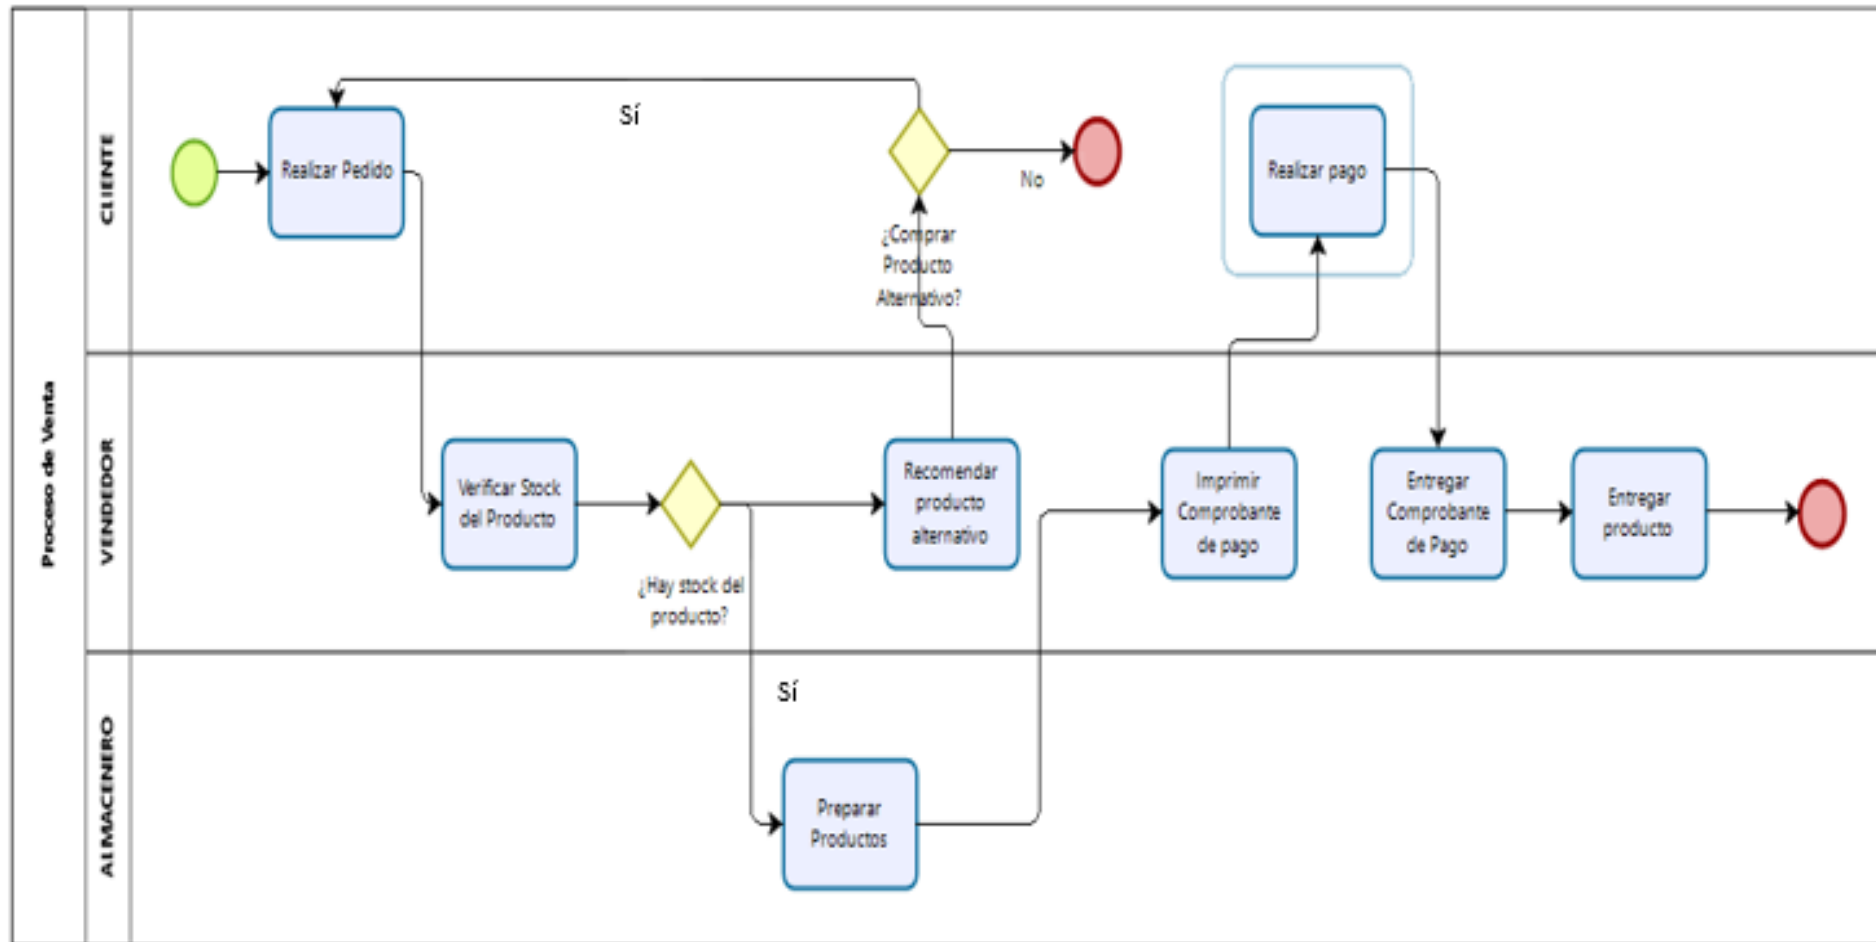 Proceso de Venta
CLIENTE
Realizar Pedido
Sí
¿Comprar
Producto
Alternativo?
No
Realizar pago
VENDEDOR
Verificar Stock
del Producto
¿Hay stock del
producto?
Recomendar
producto
alternativo
Imprimir
Comprobante
de pago
Entregar
Comprobante
de Pago
Entregar
producto
ALMACENERO
Sí
Preparar
Productos